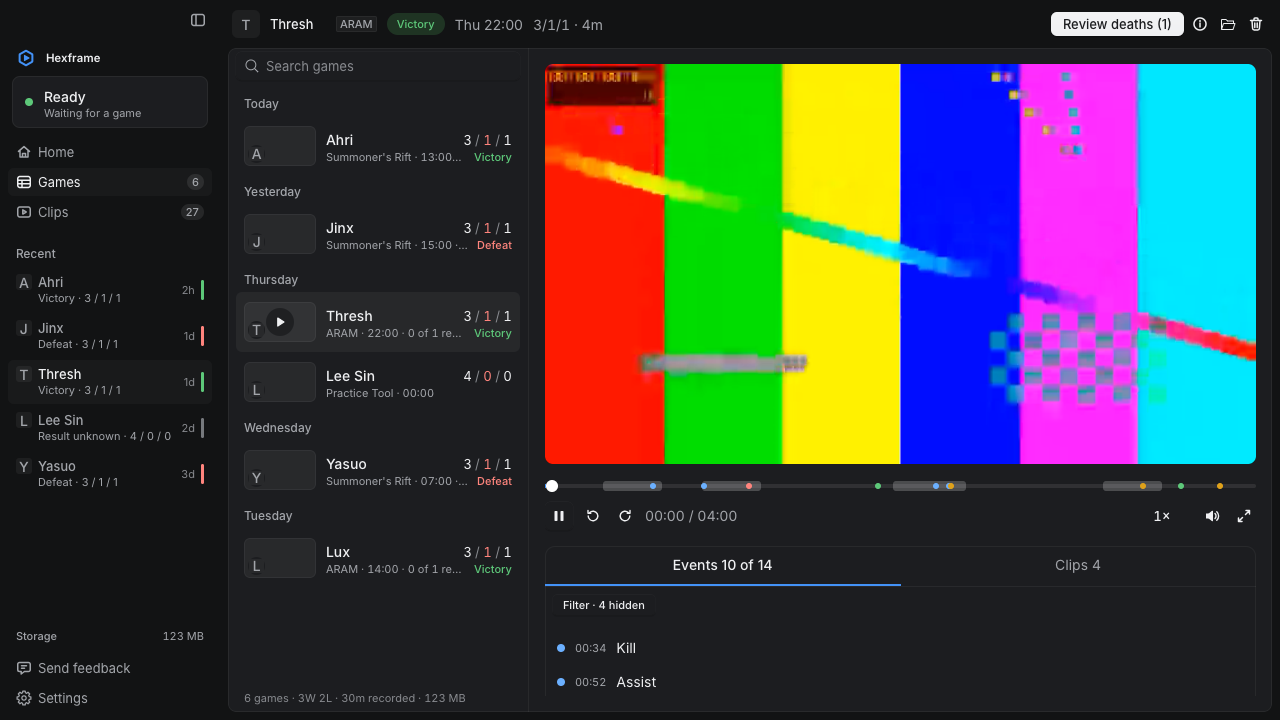 Hexframe
Ready
Waiting for a game
Home
Games 6
Clips 27
Recent
A Ahri 2h
Victory · 3 / 1 / 1
J Jinx 1d
Defeat · 3 / 1 / 1
T Thresh 1d
Victory · 3 / 1 / 1
L Lee Sin 2d
Result unknown · 4 / 0 / 0
Y Yasuo 3d
Defeat · 3 / 1 / 1
Storage 123 MB
Send feedback
Settings
T Thresh ARAM Victory Thu 22:00 3/1/1 · 4m
Review deaths (1)
Search games
Today
A Ahri 3 / 1 / 1
Summoner's Rift · 13:00... Victory
Yesterday
J Jinx 3 / 1 / 1
Summoner's Rift · 15:00 ·... Defeat
Thursday
T Thresh 3 / 1 / 1
ARAM · 22:00 · 0 of 1 re... Victory
L Lee Sin 4 / 0 / 0
Practice Tool · 00:00
Wednesday
Y Yasuo 3 / 1 / 1
Summoner's Rift · 07:00 ·... Defeat
Tuesday
L Lux 3 / 1 / 1
ARAM · 14:00 · 0 of 1 re... Victory
6 games · 3W 2L · 30m recorded · 123 MB
00:00 / 04:00
1×
Events 10 of 14
Clips 4
Filter · 4 hidden
00:34 Kill
00:52 Assist